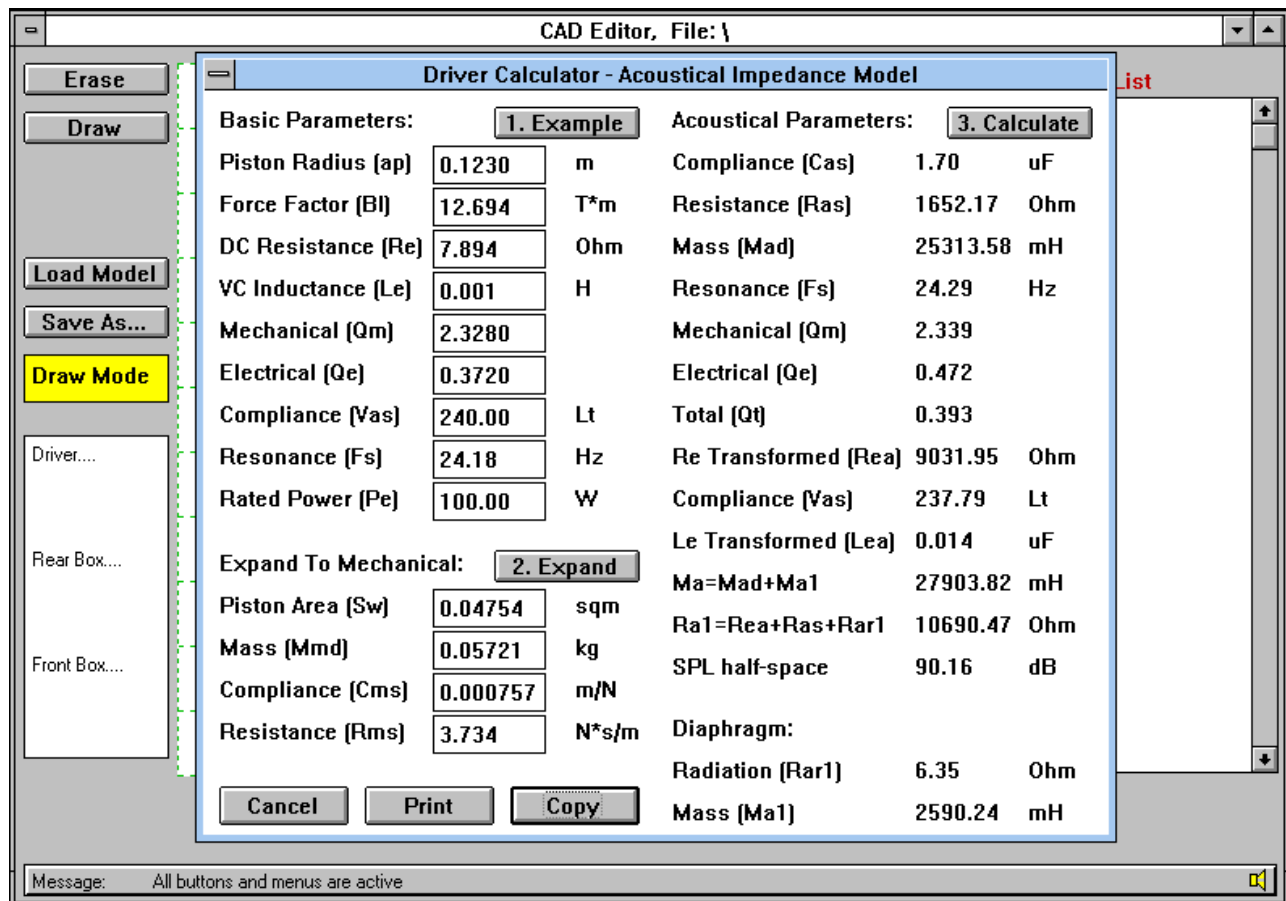 CAD Editor, File: \
Erase
Draw
Load Model
Save As...
Draw Mode
Driver....
Rear Box....
Front Box....
List
Driver Calculator - Acoustical Impedance Model
Basic Parameters: 1. Example
Piston Radius (ap) 0.1230 m
Force Factor (Bl) 12.694 T*m
DC Resistance (Re) 7.894 Ohm
VC Inductance (Le) 0.001 H
Mechanical (Qm) 2.3280
Electrical (Qe) 0.3720
Compliance (Vas) 240.00 Lt
Resonance (Fs) 24.18 Hz
Rated Power (Pe) 100.00 W
Expand To Mechanical: 2. Expand
Piston Area (Sw) 0.04754 sqm
Mass (Mmd) 0.05721 kg
Compliance (Cms) 0.000757 m/N
Resistance (Rms) 3.734 N*s/m
Cancel Print Copy
Acoustical Parameters: 3. Calculate
Compliance (Cas) 1.70 uF
Resistance (Ras) 1652.17 Ohm
Mass (Mad) 25313.58 mH
Resonance (Fs) 24.29 Hz
Mechanical (Qm) 2.339
Electrical (Qe) 0.472
Total (Qt) 0.393
Re Transformed (Rea) 9031.95 Ohm
Compliance (Vas) 237.79 Lt
Le Transformed (Lea) 0.014 uF
Ma=Mad+Ma1 27903.82 mH
Ra1=Rea+Ras+Rar1 10690.47 Ohm
SPL half-space 90.16 dB
Diaphragm:
Radiation (Rar1) 6.35 Ohm
Mass (Ma1) 2590.24 mH
Message: All buttons and menus are active